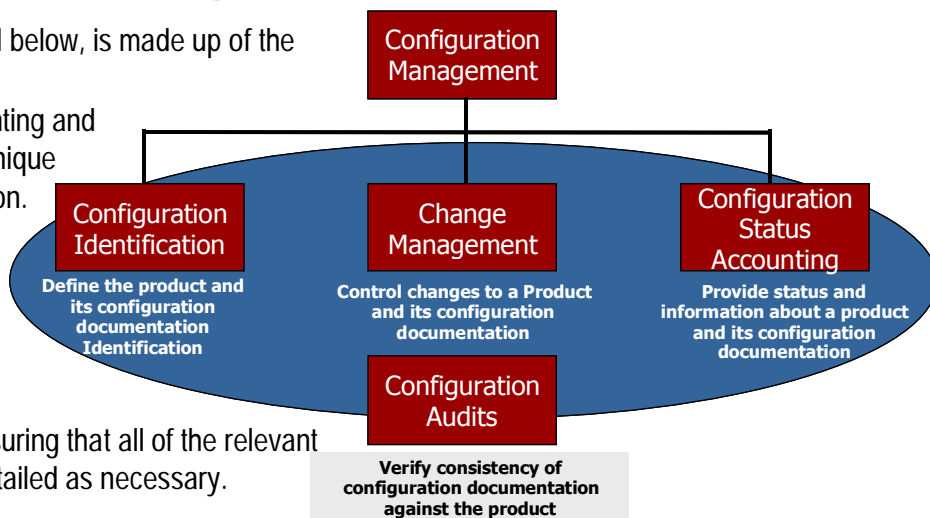 l below, is made up of the
Configuration
Management
ting and
nique
on.
Configuration
Identification
Define the product and
its configuration
documentation
Identification
Change
Management
Control changes to a Product
and its configuration
documentation
Configuration
Status
Accounting
Provide status and
information about a product
and its configuration
documentation
Configuration
Audits
Verify consistency of
configuration documentation
against the product
suring that all of the relevant
tailed as necessary.